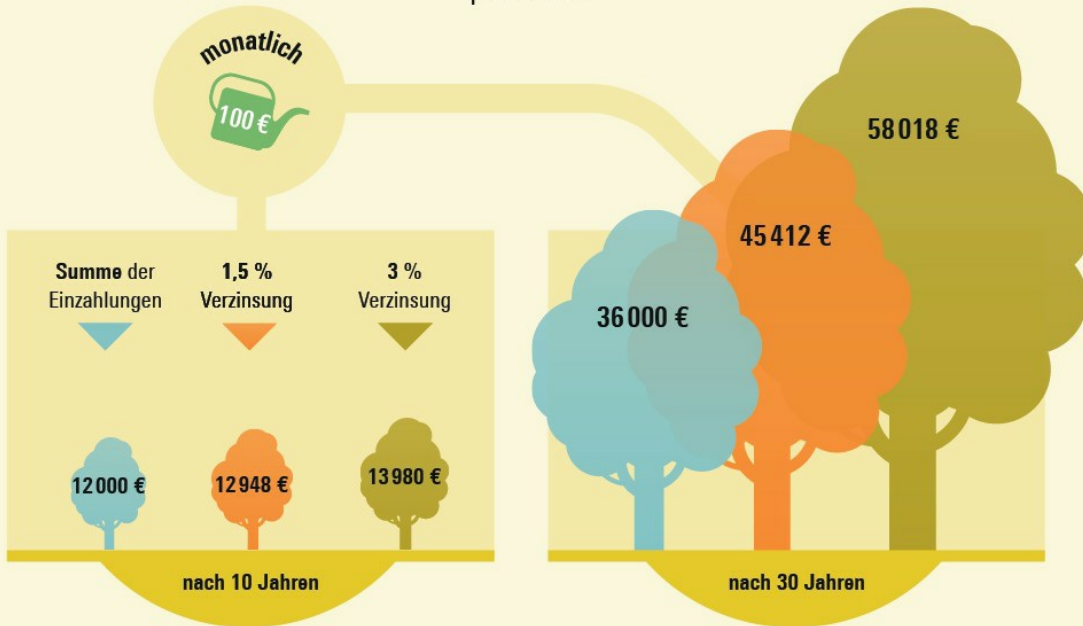 monatlich
100 €
Summe der
Einzahlungen
1,5 %
Verzinsung
3 %
Verzinsung
12 000 €
12 948 €
13 980 €
nach 10 Jahren
36 000 €
45 412 €
58 018 €
nach 30 Jahren